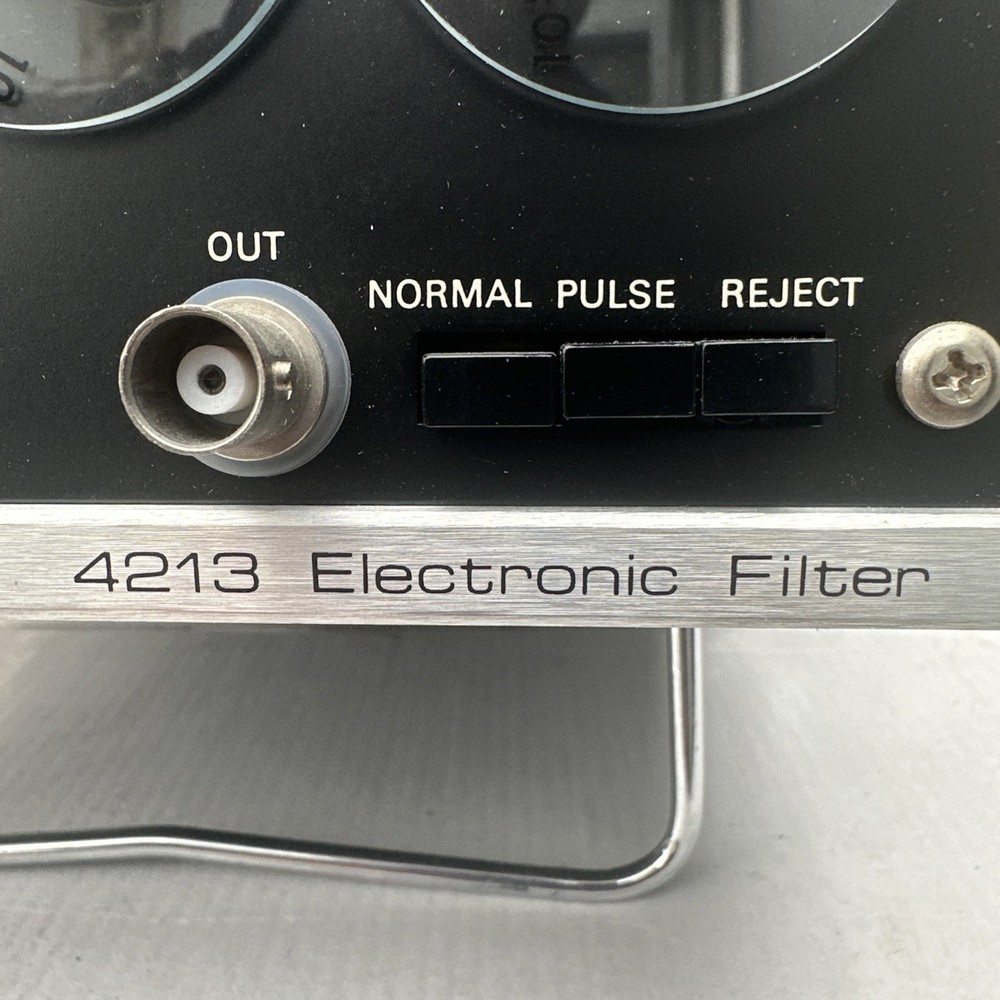 OUT
NORMAL PULSE REJECT
4213 Electronic Filter